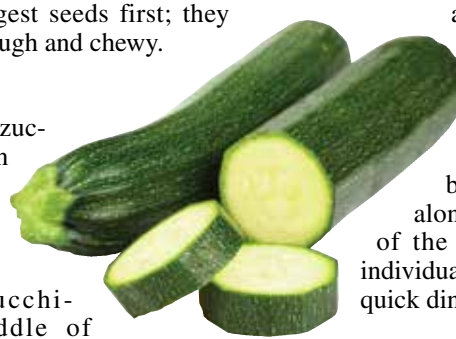 gest seeds first; they
ugh and chewy.
zuc-
ucchi-
ddle of
a
b
alon
of the
individua
quick din